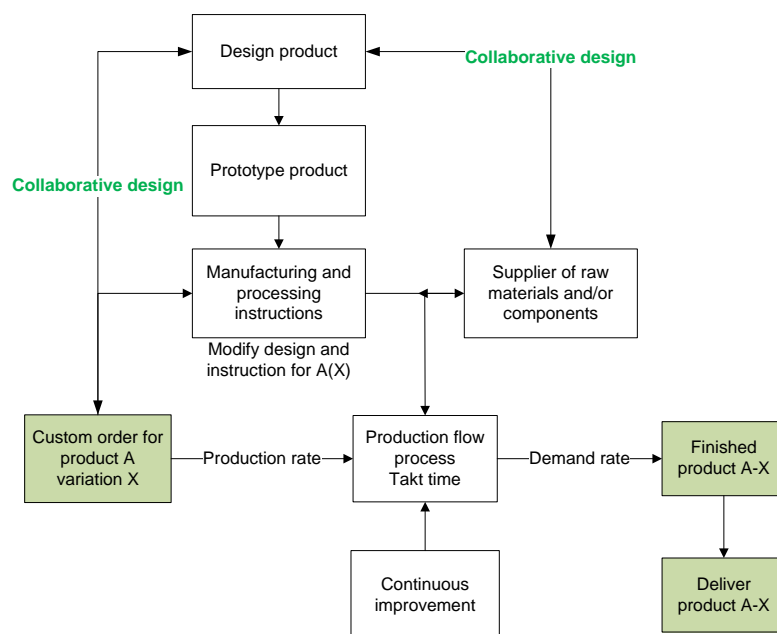 Design product
Collaborative design
Prototype product
Collaborative design
Manufacturing and
processing
instructions
Supplier of raw
materials and/or
components
Modify design and
instruction for A(X)
Custom order for
product A
variation X
Production rate
Production flow
process
Takt time
Demand rate
Finished
product A-X
Continuous
improvement
Deliver
product A-X